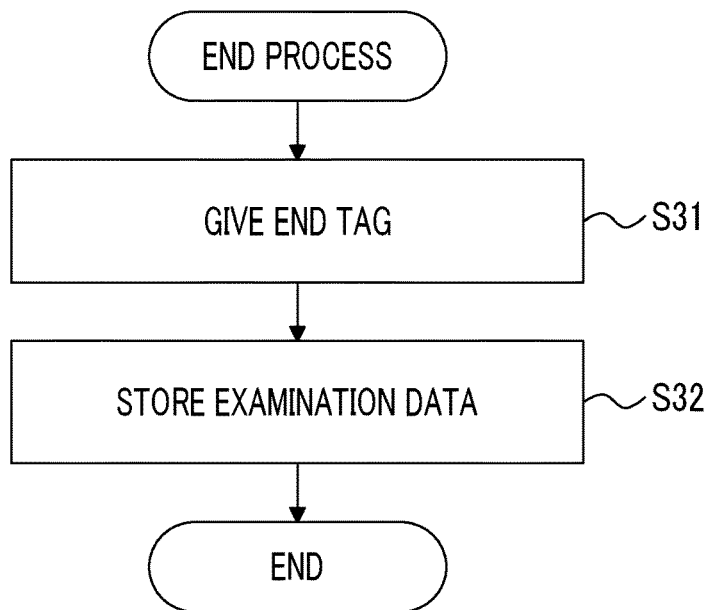 END PROCESS
GIVE END TAG
S31
STORE EXAMINATION DATA
S32
END